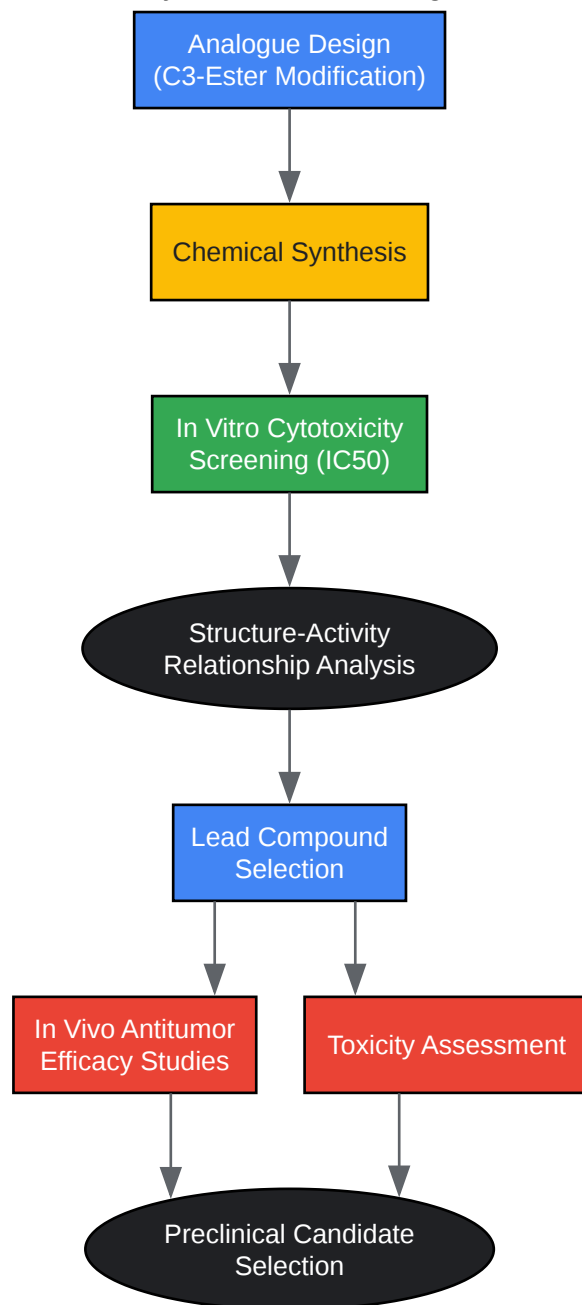 Analogue Design
(C3-Ester Modification)
Chemical Synthesis
In Vitro Cytotoxicity
Screening (IC50)
Structure-Activity
Relationship Analysis
Lead Compound
Selection
In Vivo Antitumor
Efficacy Studies
Toxicity Assessment
Preclinical Candidate
Selection